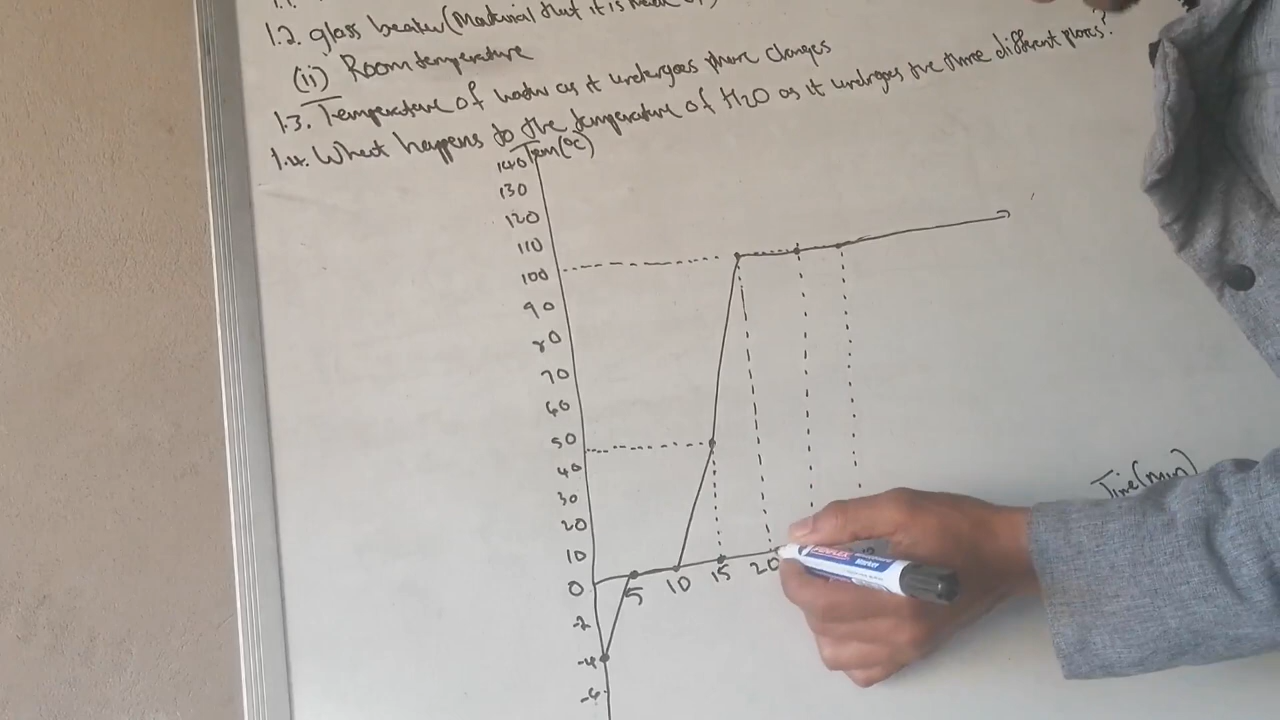 1.1.
1.2. glass beaker (Material that it is made of)
(ii) Room temperature
1.3. Temperature of water as it undergoes phase changes
1.4. What happens to the temperature of H2O as it undergoes the three different phases?
Tem(°C)
140
130
120
110
100
90
80
70
60
50
40
30
20
10
0
-2
-4
-6
5 10 15 20
Time(min)
Marker